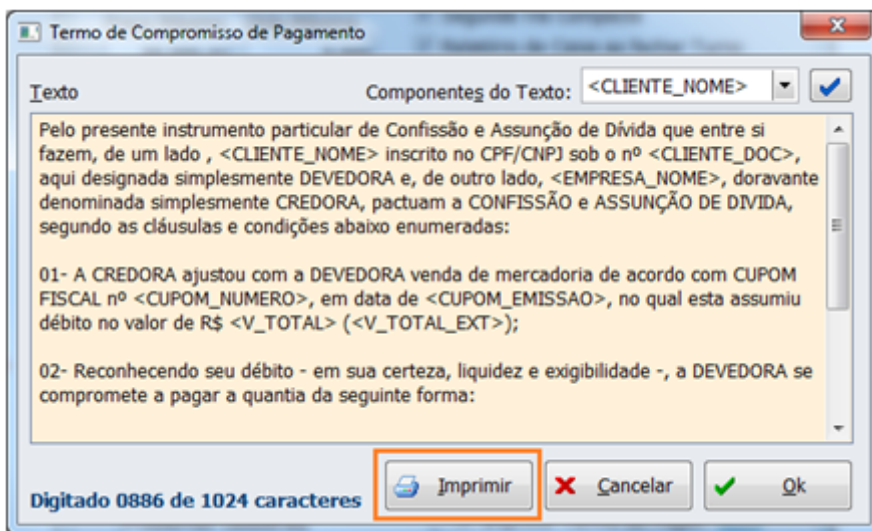 Termo de Compromisso de Pagamento
Texto
Componentes do Texto: <CLIENTE_NOME>
Pelo presente instrumento particular de Confissão e Assunção de Dívida que entre si
fazem, de um lado , <CLIENTE_NOME> inscrito no CPF/CNPJ sob o nº <CLIENTE_DOC>,
aqui designada simplesmente DEVEDORA e, de outro lado, <EMPRESA_NOME>, doravante
denominada simplesmente CREDORA, pactuam a CONFISSÃO e ASSUNÇÃO DE DIVIDA,
segundo as cláusulas e condições abaixo enumeradas:
01- A CREDORA ajustou com a DEVEDORA venda de mercadoria de acordo com CUPOM
FISCAL nº <CUPOM_NUMERO>, em data de <CUPOM_EMISSAO>, no qual esta assumiu
débito no valor de R$ <V_TOTAL> (<V_TOTAL_EXT>);
02- Reconhecendo seu débito - em sua certeza, liquidez e exigibilidade -, a DEVEDORA se
compromete a pagar a quantia da seguinte forma:
Digitado 0886 de 1024 caracteres
Imprimir
Cancelar
Ok